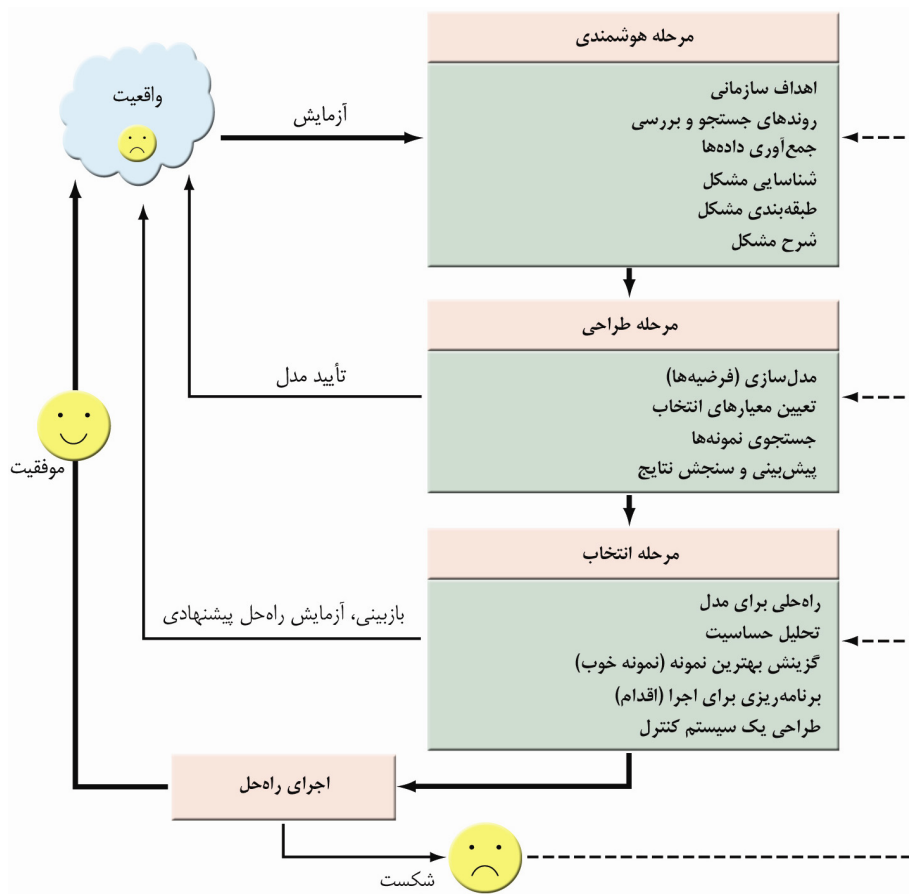 مرحله هوشمندی
واقعیت
آزمایش
اهداف سازمانی
روندهای جستجو و بررسی
جمع‌آوری داده‌ها
شناسایی مشکل
طبقه‌بندی مشکل
شرح مشکل
مرحله طراحی
مدل‌سازی (فرضیه‌ها)
تعیین معیارهای انتخاب
جستجوی نمونه‌ها
پیش‌بینی و سنجش نتایج
تأیید مدل
موفقیت
مرحله انتخاب
راه‌حلی برای مدل
تحلیل حساسیت
گزینش بهترین نمونه (نمونه خوب)
برنامه‌ریزی برای اجرا (اقدام)
طراحی یک سیستم کنترل
بازبینی، آزمایش راه‌حل پیشنهادی
اجرای راه‌حل
شکست